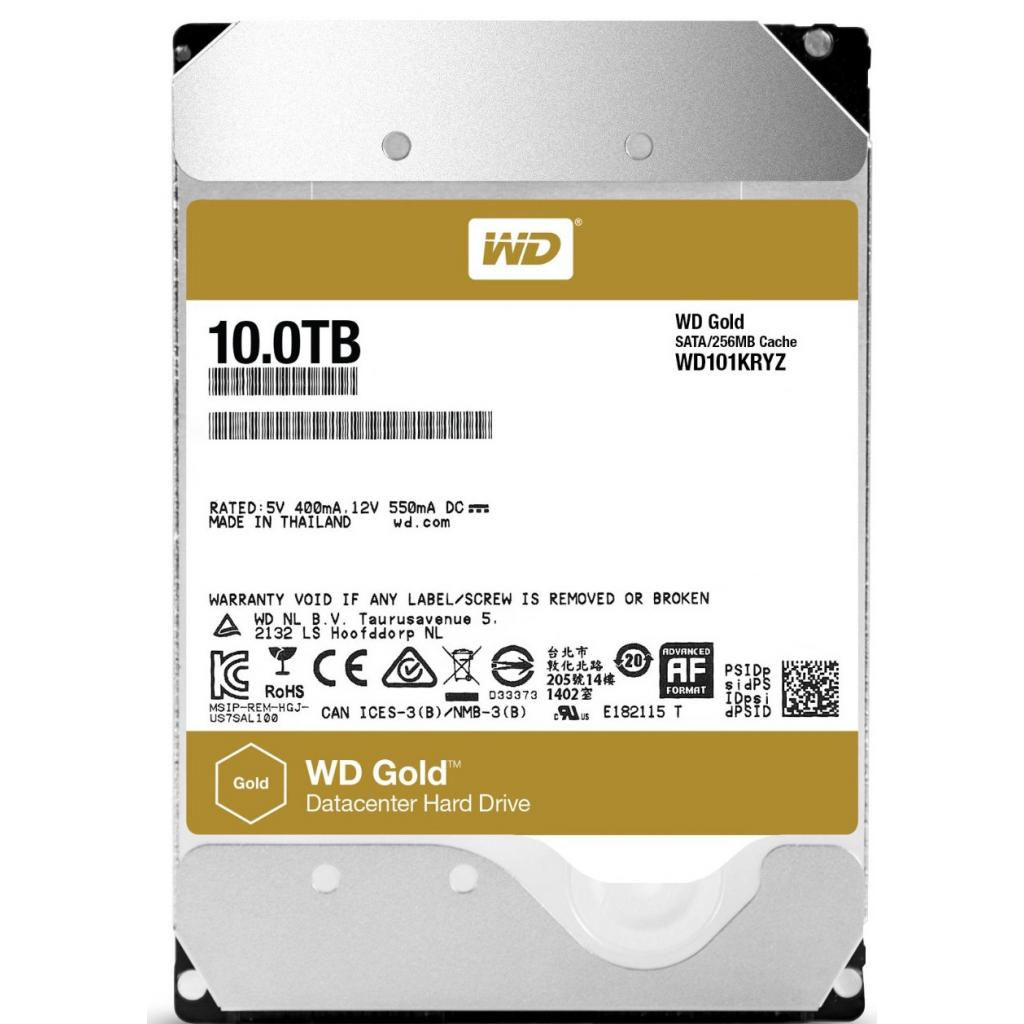 WD®
10.0TB
WD Gold
SATA/256MB Cache
WD101KRYZ
RATED:5V 400mA,12V 550mA DC
MADE IN THAILAND wd.com
WARRANTY VOID IF ANY LABEL/SCREW IS REMOVED OR BROKEN
WD NL B.V. Taurusavenue 5,
2132 LS Hoofddorp NL
RoHS
CE
D33373
台北市
敦化北路
205號14樓
1402室
20
ADVANCED
AF
FORMAT
PSIDp
sidPS
IDpsi
dPSID
MSIP-REM-HGJ-
US7SAL100
CAN ICES-3(B)/NMB-3(B)
c RU us
E182115 T
Gold
WD Gold™
Datacenter Hard Drive